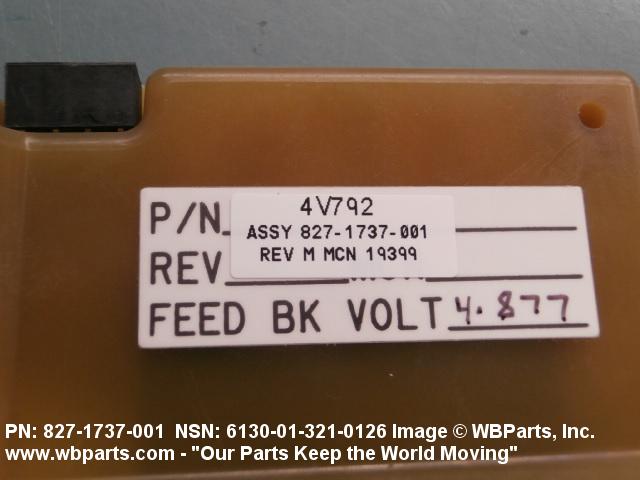 4V792
P/N ASSY 827-1737-001
REV REV M MCN 19399
FEED BK VOLT 4.877
PN: 827-1737-001 NSN: 6130-01-321-0126 Image © WBParts, Inc.
www.wbparts.com - "Our Parts Keep the World Moving"